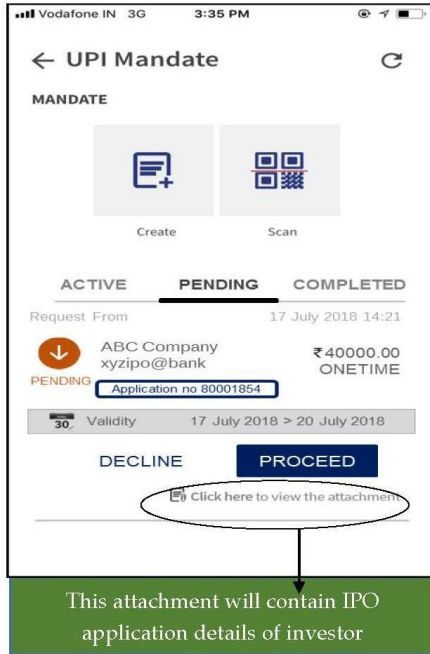 Vodafone IN 3G 3:35 PM
UPI Mandate
MANDATE
Create Scan
ACTIVE PENDING COMPLETED
Request From 17 July 2018 14:21
ABC Company ₹40000.00
xyzipo@bank ONETIME
PENDING Application no 80001854
30 Validity 17 July 2018 > 20 July 2018
DECLINE PROCEED
Click here to view the attachment
This attachment will contain IPO
application details of investor